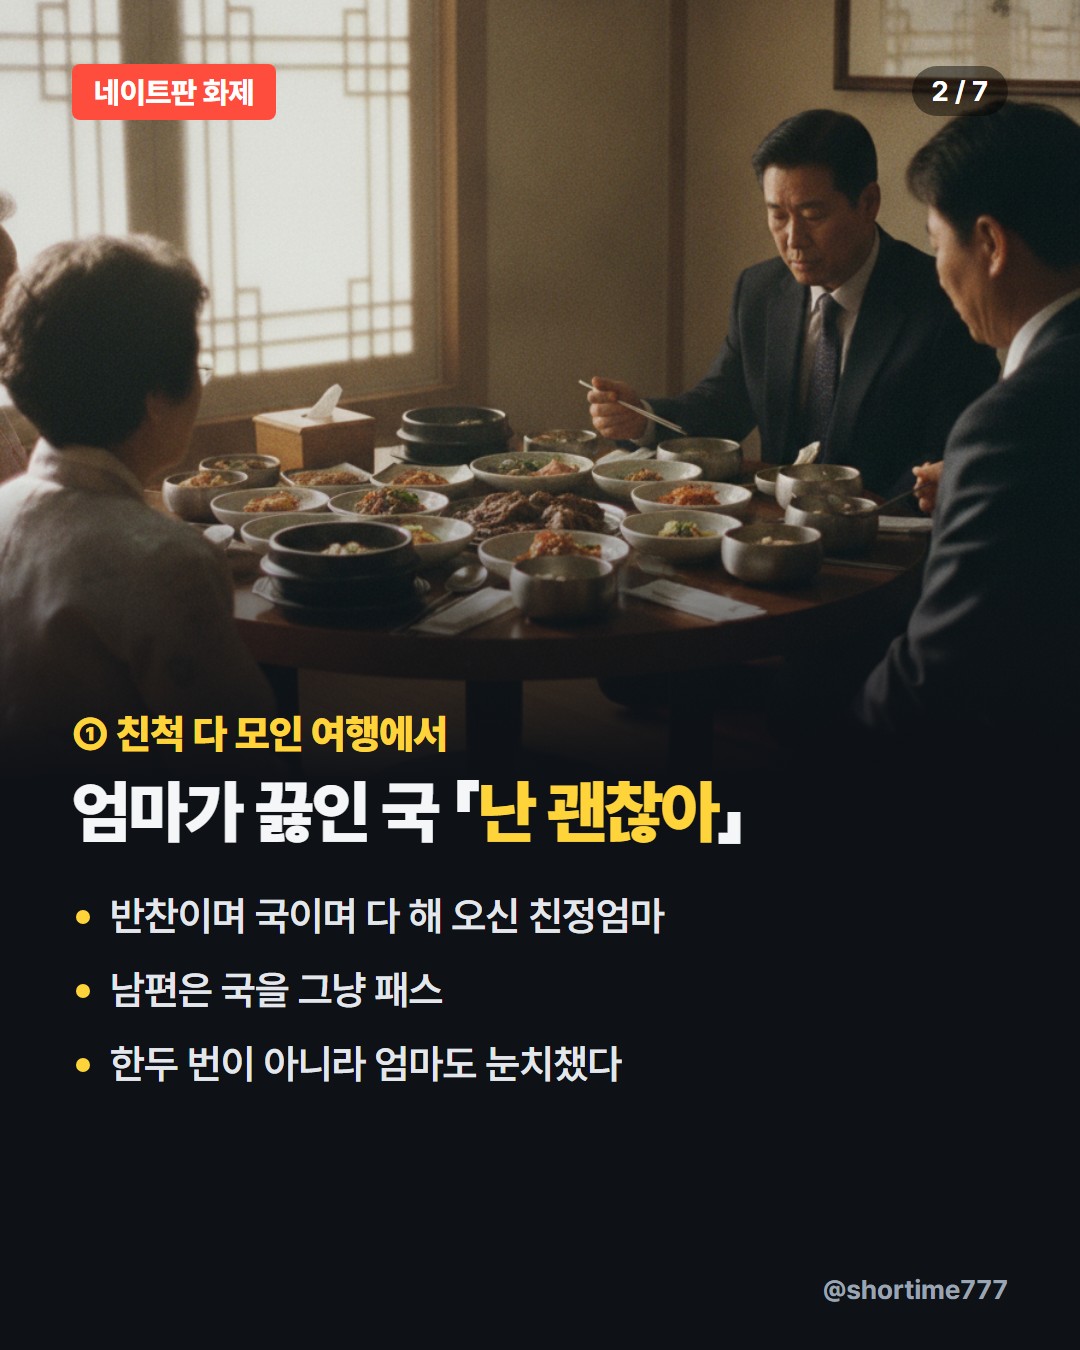 네이트판 화제
2 / 7
① 친척 다 모인 여행에서
엄마가 끓인 국 「난 괜찮아」
• 반찬이며 국이며 다 해 오신 친정엄마
• 남편은 국을 그냥 패스
• 한두 번이 아니라 엄마도 눈치챘다
@shortime777